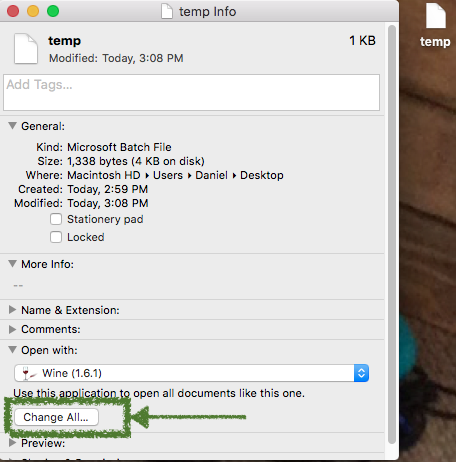 temp Info
temp
temp 1 KB
Modified: Today, 3:08 PM
Add Tags...
General:
Kind: Microsoft Batch File
Size: 1,338 bytes (4 KB on disk)
Where: Macintosh HD ▸ Users ▸ Daniel ▸ Desktop
Created: Today, 2:59 PM
Modified: Today, 3:08 PM
Stationery pad
Locked
More Info:
--
Name & Extension:
Comments:
Open with:
Wine (1.6.1)
Use this application to open all documents like this one.
Change All...
Preview: